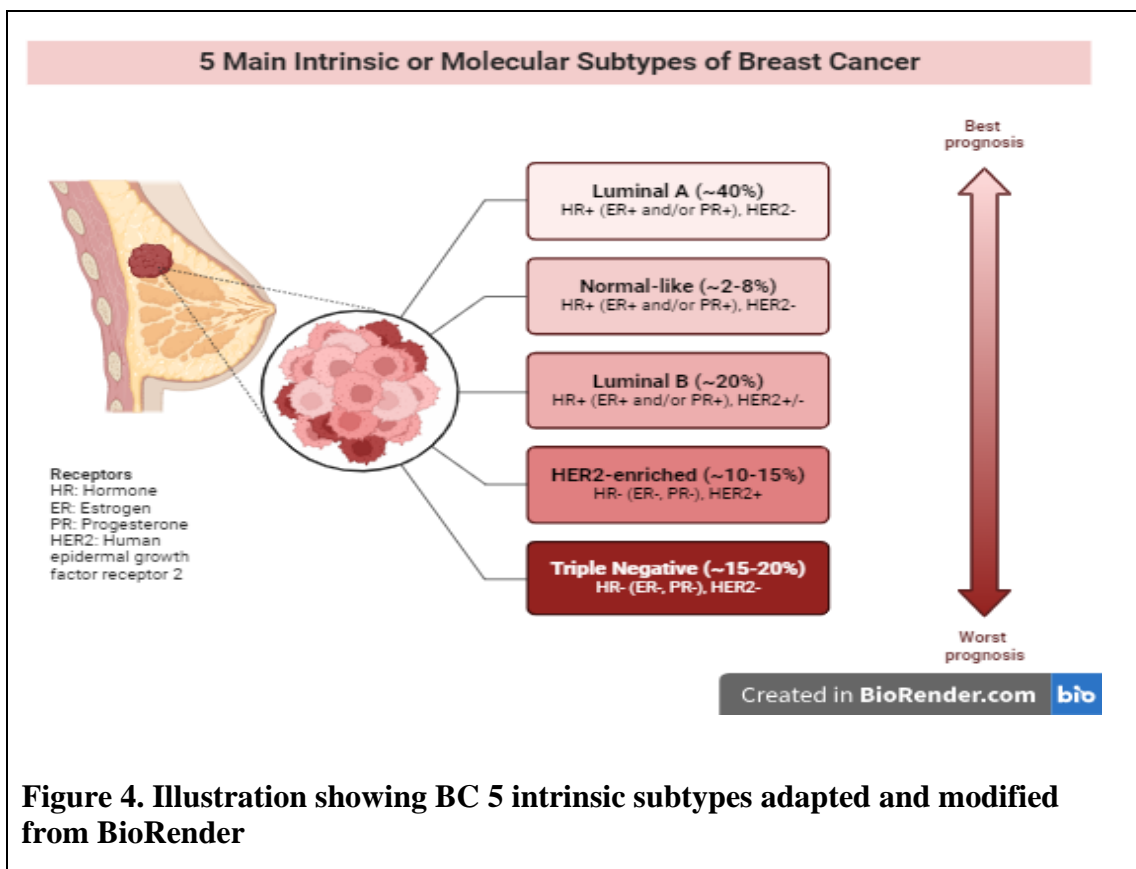 5 Main Intrinsic or Molecular Subtypes of Breast Cancer
Best
prognosis
Luminal A (~40%)
HR+ (ER+ and/or PR+), HER2-
Normal-like (~2-8%)
HR+ (ER+ and/or PR+), HER2-
Luminal B (~20%)
HR+ (ER+ and/or PR+), HER2+/-
HER2-enriched (~10-15%)
HR- (ER-, PR-), HER2+
Triple Negative (~15-20%)
HR- (ER-, PR-), HER2-
Receptors
HR: Hormone
ER: Estrogen
PR: Progesterone
HER2: Human
epidermal growth
factor receptor 2
Worst
prognosis
Created in BioRender.com bio
Figure 4. Illustration showing BC 5 intrinsic subtypes adapted and modified
from BioRender